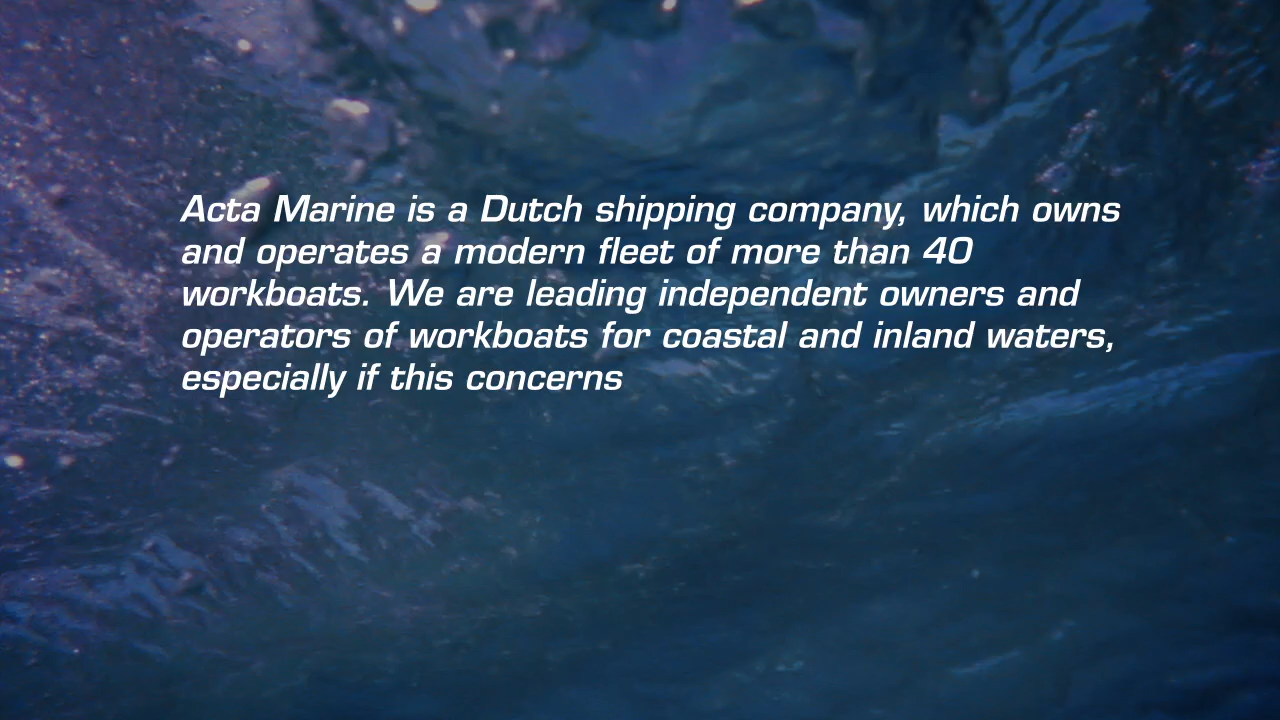 Acta Marine is a Dutch shipping company, which owns
and operates a modern fleet of more than 40
workboats. We are leading independent owners and
operators of workboats for coastal and inland waters,
especially if this concerns